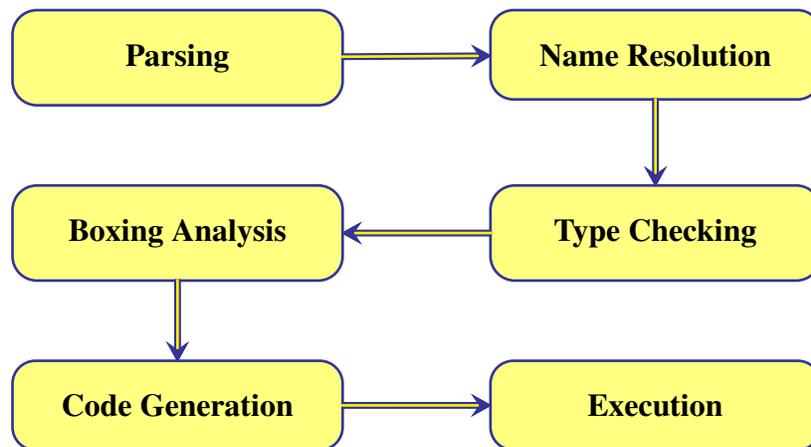 Parsing
Name Resolution
Boxing Analysis
Type Checking
Code Generation
Execution